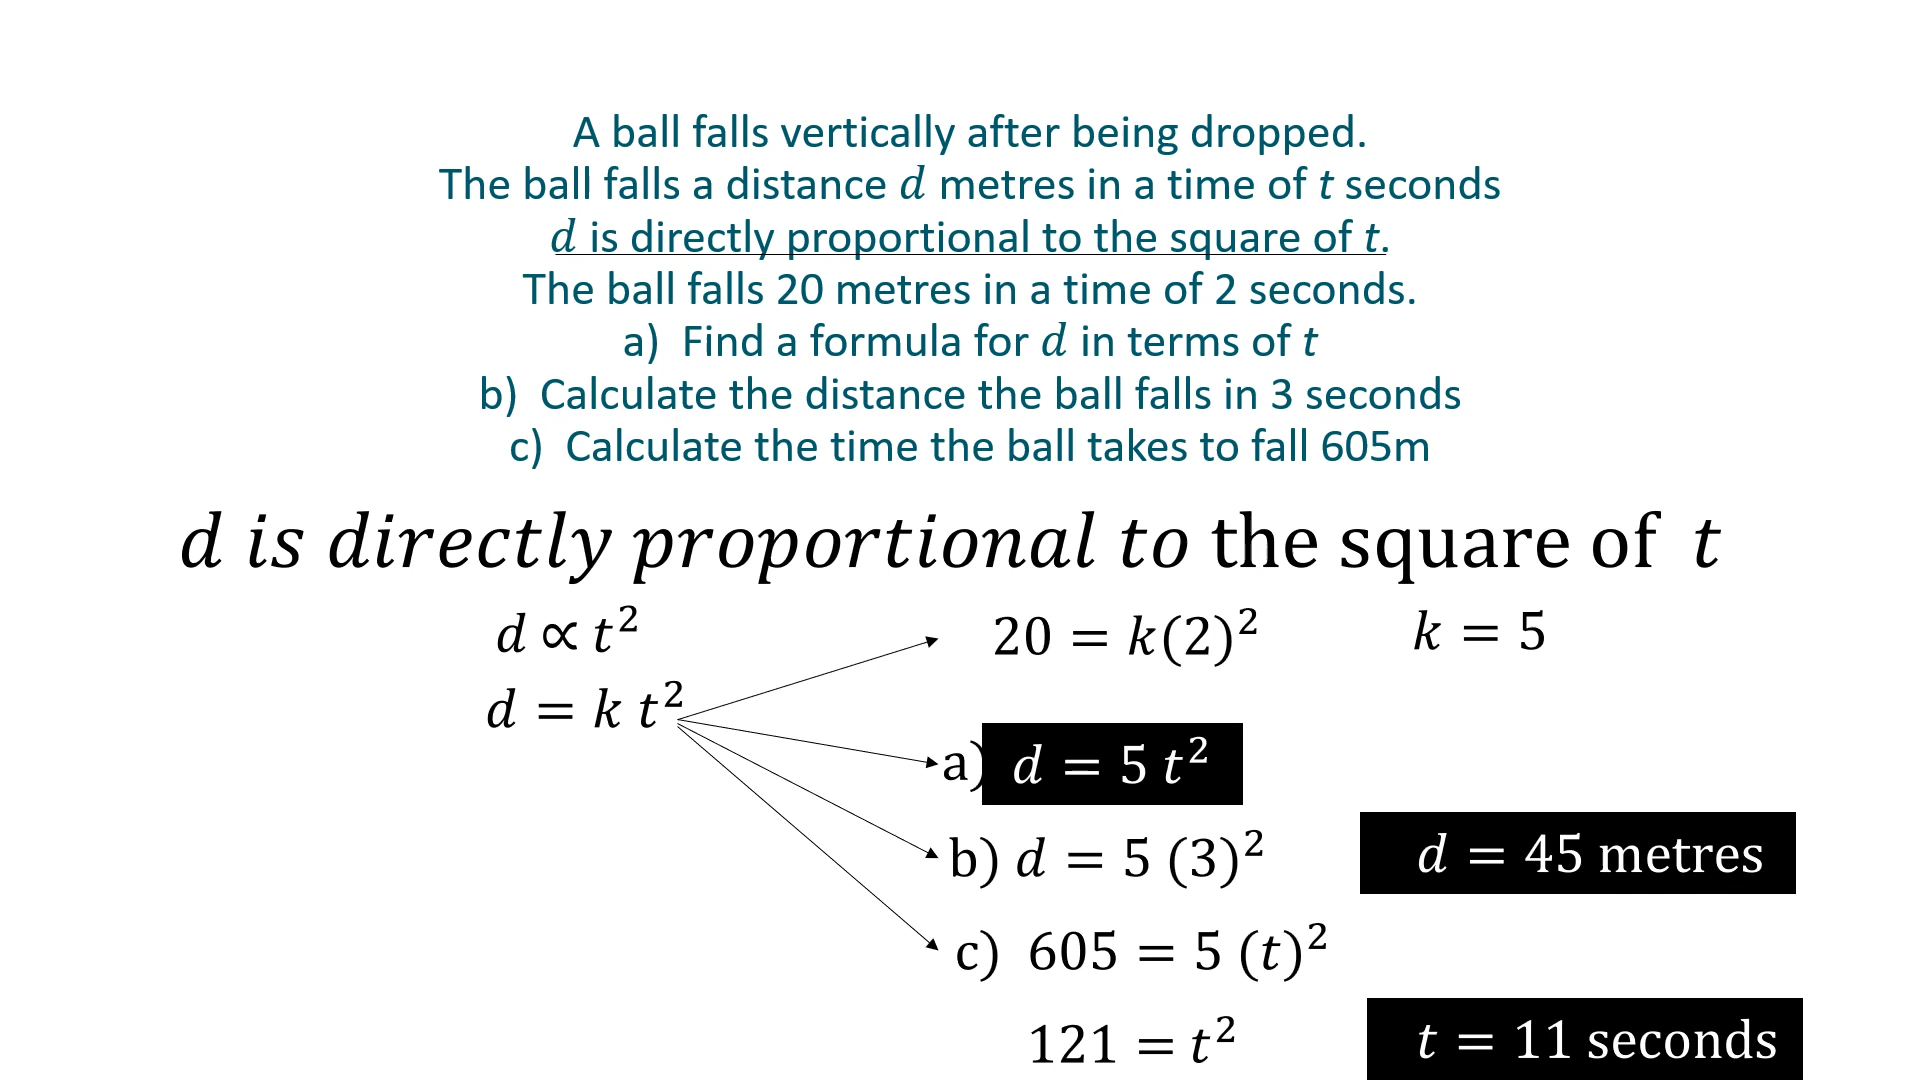 A ball falls vertically after being dropped.
The ball falls a distance d metres in a time of t seconds
d is directly proportional to the square of t.
The ball falls 20 metres in a time of 2 seconds.
a) Find a formula for d in terms of t
b) Calculate the distance the ball falls in 3 seconds
c) Calculate the time the ball takes to fall 605m
d is directly proportional to the square of t
d ∝ t²
20 = k(2)²
k = 5
d = k t²
a) d = 5 t²
b) d = 5 (3)²
d = 45 metres
c) 605 = 5 (t)²
121 = t²
t = 11 seconds